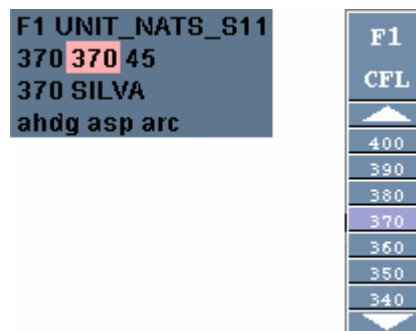 F1 UNIT_NATS_S11
370 370 45
370 SILVA
ahdg asp arc
F1
CFL
400
390
380
370
360
350
340